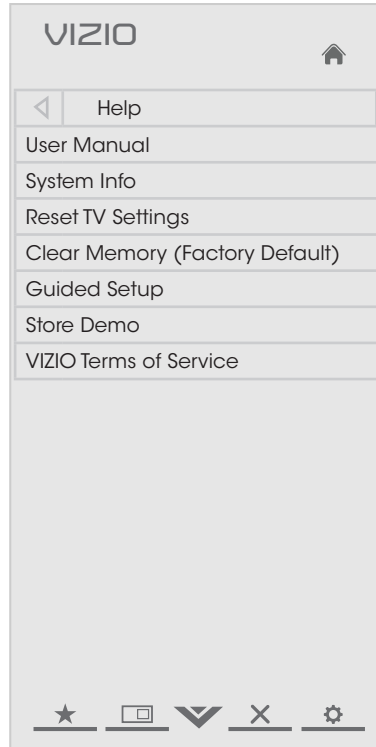 VIZIO
Help
User Manual
System Info
Reset TV Settings
Clear Memory (Factory Default)
Guided Setup
Store Demo
VIZIO Terms of Service